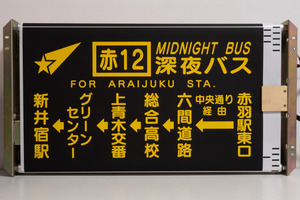 赤12
MIDNIGHT BUS
深夜バス
FOR ARAIJUKU STA.
赤羽駅東口
中央通り
経由
六間道路
総合高校
上青木交番
グリーン
センター
新井宿駅